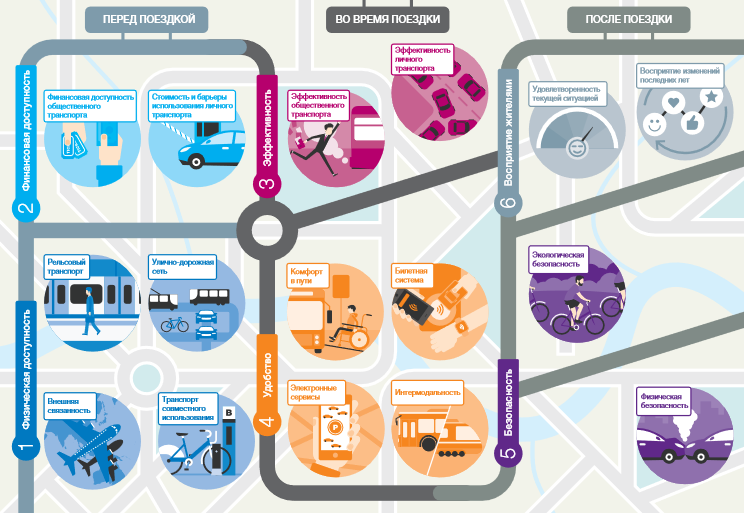 ПЕРЕД ПОЕЗДКОЙ
ВО ВРЕМЯ ПОЕЗДКИ
ПОСЛЕ ПОЕЗДКИ
2 Финансовая доступность
Финансовая доступность
общественного
транспорта
Стоимость и барьеры
использования личного
транспорта
1 Физическая доступность
Рельсовый
транспорт
Улично-дорожная
сеть
Внешняя
связанность
Транспорт
совместного
использования
B
3 Эффективность
Эффективность
общественного
транспорта
Эффективность
личного
транспорта
4 Удобство
Комфорт
в пути
Билетная
система
Электронные
сервисы
P
Интермодальность
6 Восприятие жителями
Удовлетворенность
текущей ситуацией
Восприятие изменений
последних лет
5 Безопасность
Экологическая
безопасность
Физическая
безопасность